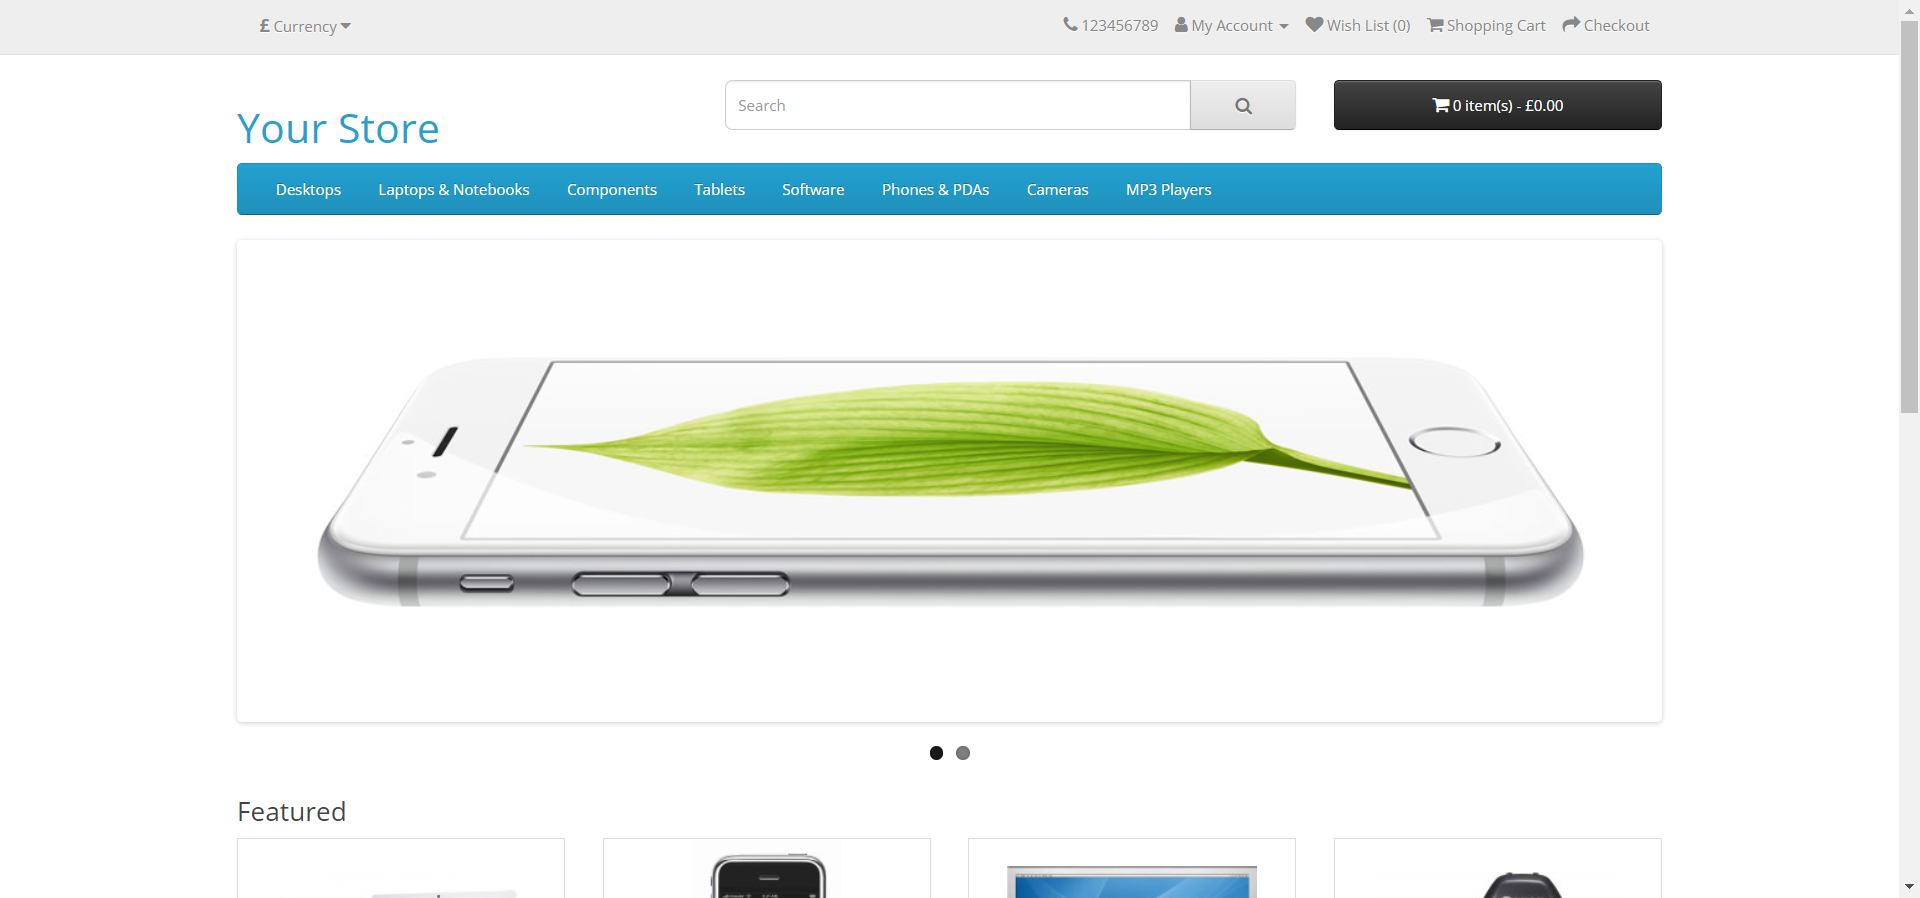 £ Currency
123456789 My Account Wish List (0) Shopping Cart Checkout
Search
0 item(s) - £0.00
Your Store
Desktops Laptops & Notebooks Components Tablets Software Phones & PDAs Cameras MP3 Players
Featured